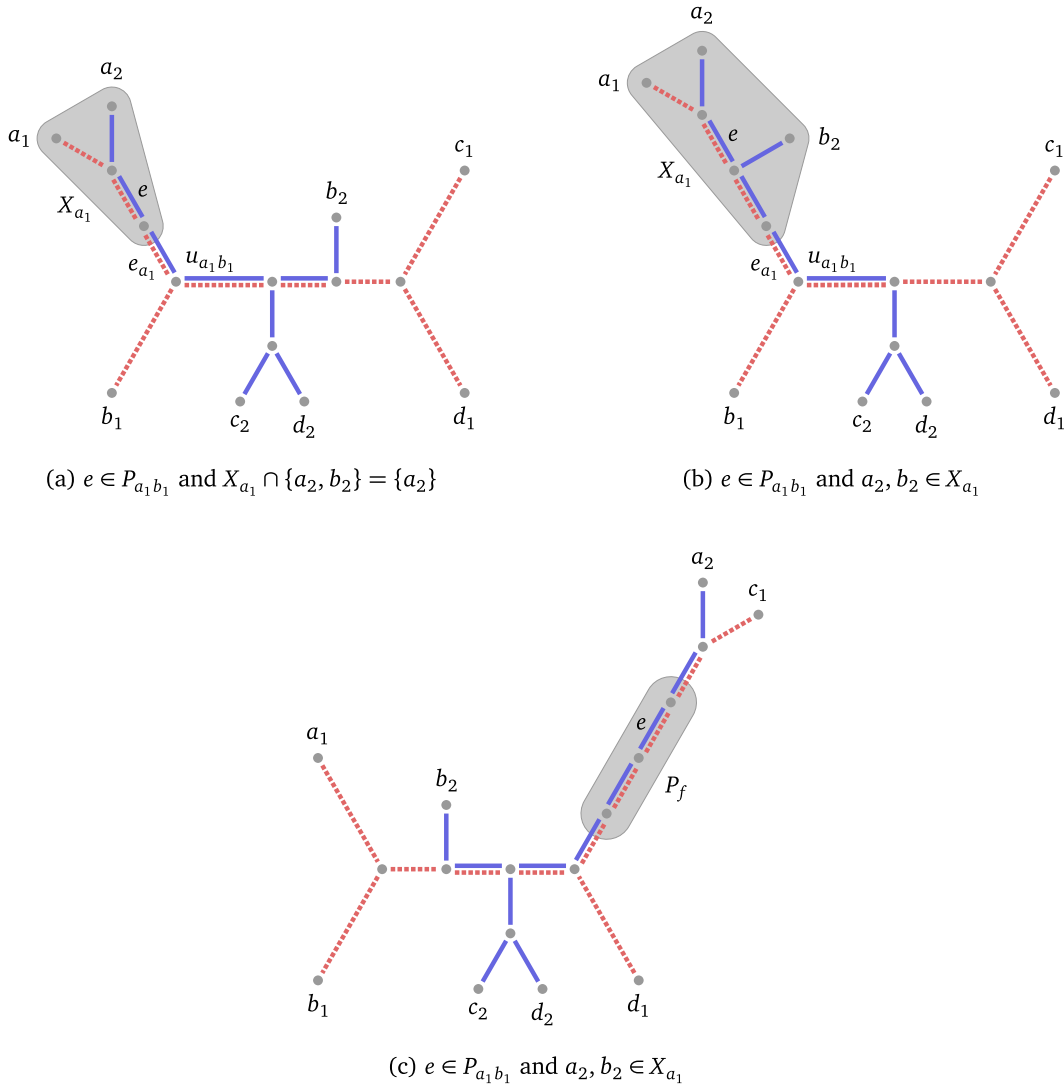 a₂
a₁
X_{a₁}
e
e_{a₁}
u_{a₁b₁}
b₂
c₁
b₁
c₂
d₂
d₁
(a) e ∈ P_{a₁b₁} and X_{a₁} ∩ {a₂, b₂} = {a₂}
a₂
a₁
e
b₂
X_{a₁}
c₁
e_{a₁}
u_{a₁b₁}
b₁
c₂
d₂
d₁
(b) e ∈ P_{a₁b₁} and a₂, b₂ ∈ X_{a₁}
a₂
c₁
e
a₁
b₂
P_f
b₁
c₂
d₂
d₁
(c) e ∈ P_{a₁b₁} and a₂, b₂ ∈ X_{a₁}